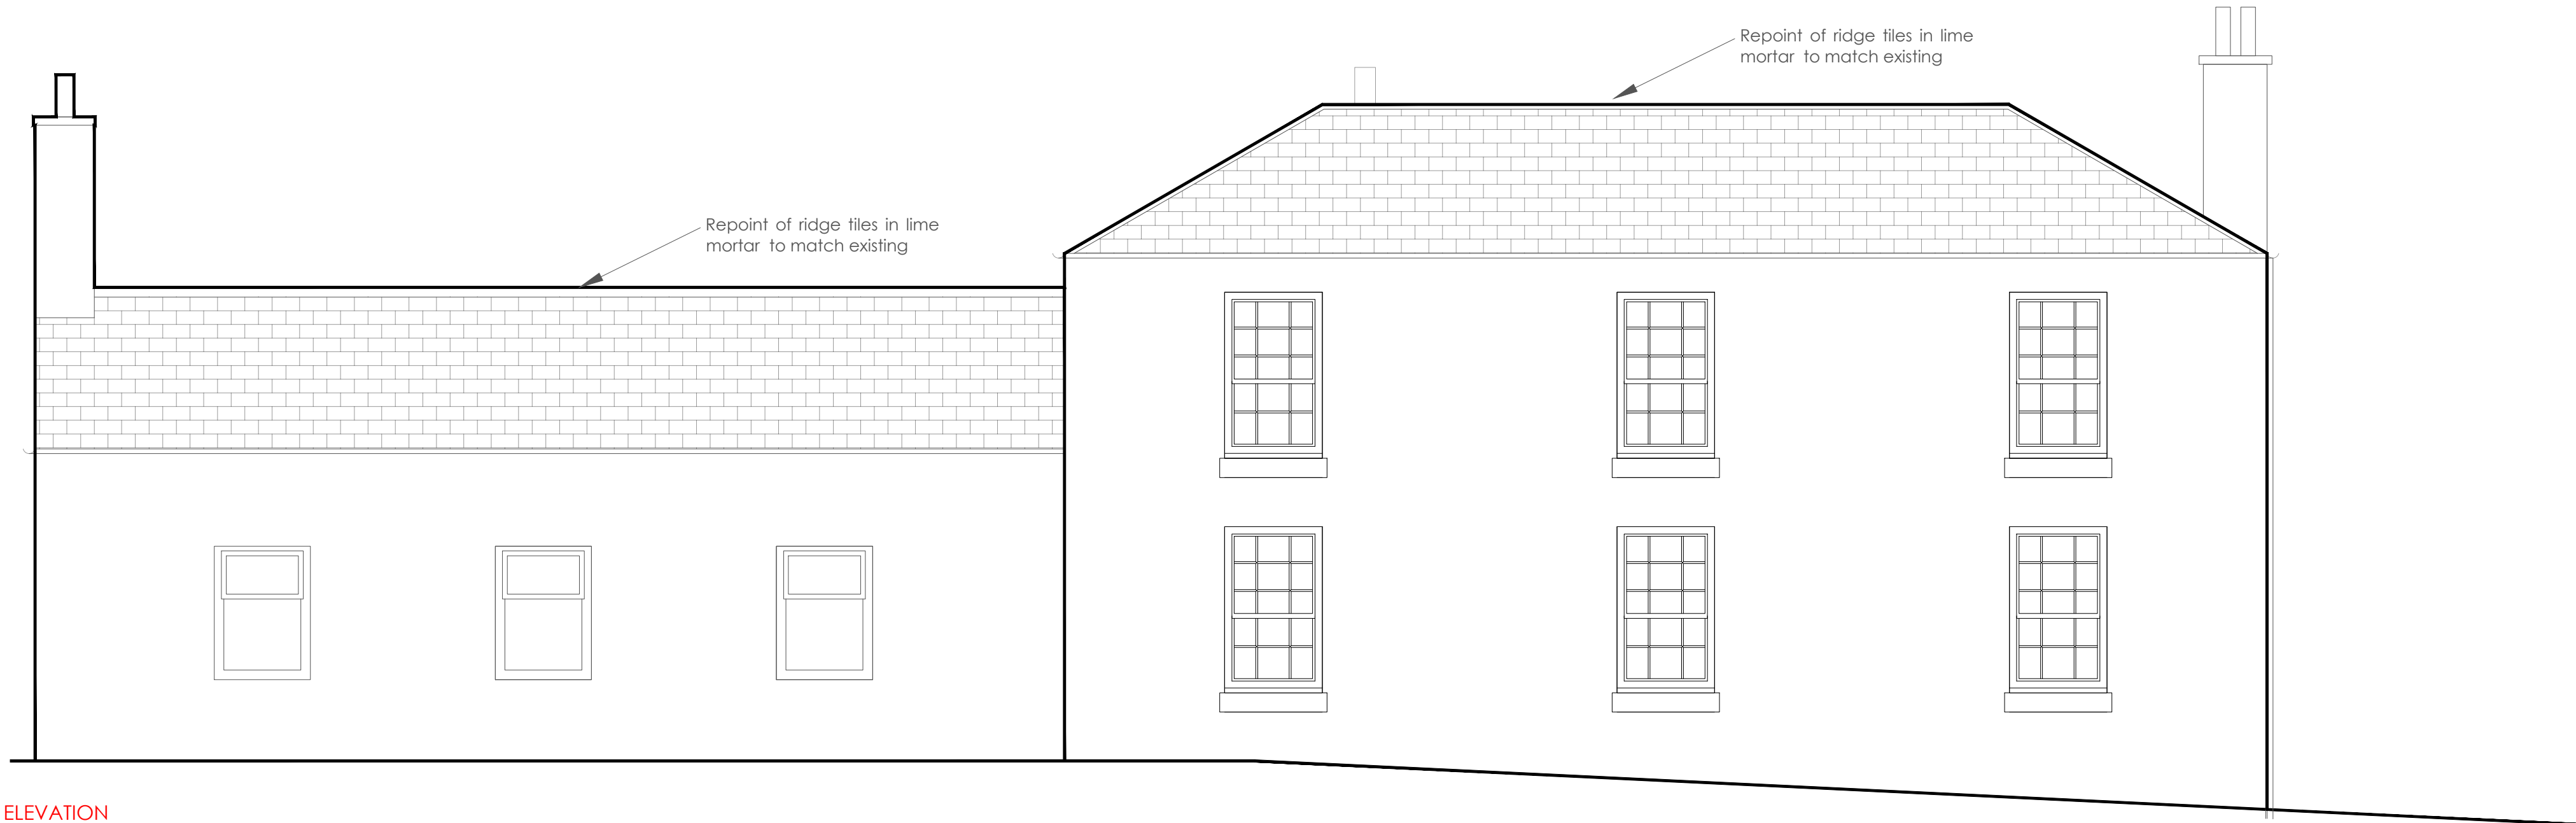 Repoint of ridge tiles in lime
mortar to match existing
Repoint of ridge tiles in lime
mortar to match existing
ELEVATION